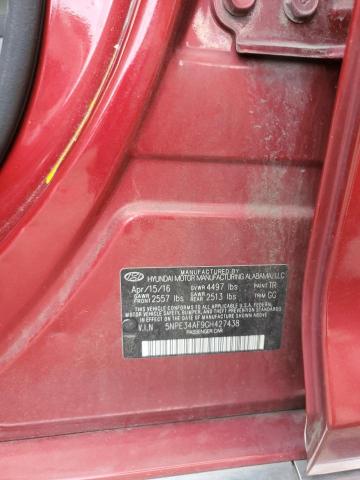 MANUFACTURED BY
HYUNDAI MOTOR MANUFACTURING ALABAMA, LLC
Apr/15/16 GVWR 4497 lbs PAINT TR
GAWR FRONT 2557 lbs GAWR REAR 2513 lbs TRIM GG
THIS VEHICLE CONFORMS TO ALL APPLICABLE U.S.A. FEDERAL
MOTOR VEHICLE SAFETY, BUMPER, AND THEFT PREVENTION
STANDARDS IN EFFECT ON THE DATE OF MANUFACTURE SHOWN ABOVE.
V.I.N 5NPE34AF9GH427438
PASSENGER CAR